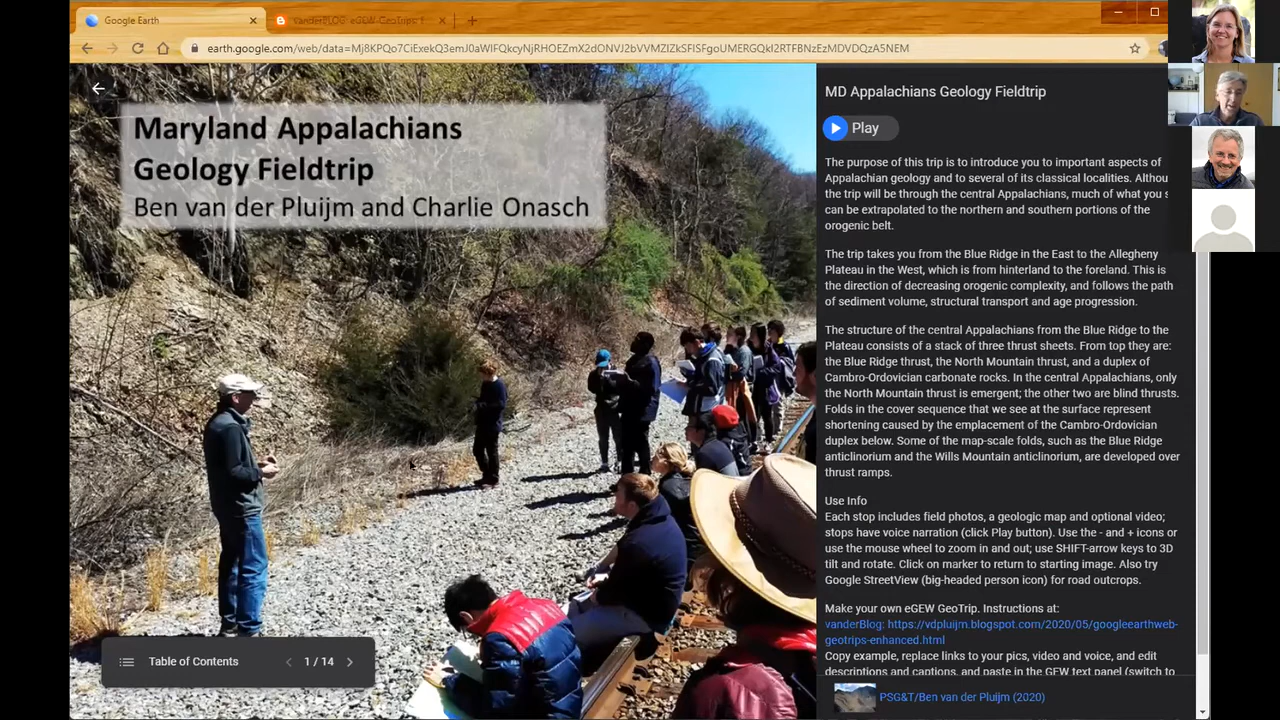 Google Earth
vanderBLOG: eGEW-GeoTrips:
earth.google.com/web/data=Mj8KPQo7CiExekQ3emJ0aWlFQkcyNjRHOEZmX2dONVJ2bVVMZlZkSFlSFgoUMERGQkI2RTFBNzEzMDVDQzA5NEM
Maryland Appalachians
Geology Fieldtrip
Ben van der Pluijm and Charlie Onasch
Table of Contents
1 / 14
MD Appalachians Geology Fieldtrip
Play
The purpose of this trip is to introduce you to important aspects of
Appalachian geology and to several of its classical localities. Althou
the trip will be through the central Appalachians, much of what you s
can be extrapolated to the northern and southern portions of the
orogenic belt.
The trip takes you from the Blue Ridge in the East to the Allegheny
Plateau in the West, which is from hinterland to the foreland. This is
the direction of decreasing orogenic complexity, and follows the path
of sediment volume, structural transport and age progression.
The structure of the central Appalachians from the Blue Ridge to the
Plateau consists of a stack of three thrust sheets. From top they are:
the Blue Ridge thrust, the North Mountain thrust, and a duplex of
Cambro-Ordovician carbonate rocks. In the central Appalachians, only
the North Mountain thrust is emergent; the other two are blind thrusts.
Folds in the cover sequence that we see at the surface represent
shortening caused by the emplacement of the Cambro-Ordovician
duplex below. Some of the map-scale folds, such as the Blue Ridge
anticlinorium and the Wills Mountain anticlinorium, are developed over
thrust ramps.
Use Info
Each stop includes field photos, a geologic map and optional video;
stops have voice narration (click Play button). Use the - and + icons or
use the mouse wheel to zoom in and out; use SHIFT-arrow keys to 3D
tilt and rotate. Click on marker to return to starting image. Also try
Google StreetView (big-headed person icon) for road outcrops.
Make your own eGEW GeoTrip. Instructions at:
vanderBlog: https://vdpluijm.blogspot.com/2020/05/googleearthweb-
geotrips-enhanced.html
Copy example, replace links to your pics, video and voice, and edit
descriptions and captions, and paste in the GEW text panel (switch to
PSG&T/Ben van der Pluijm (2020)